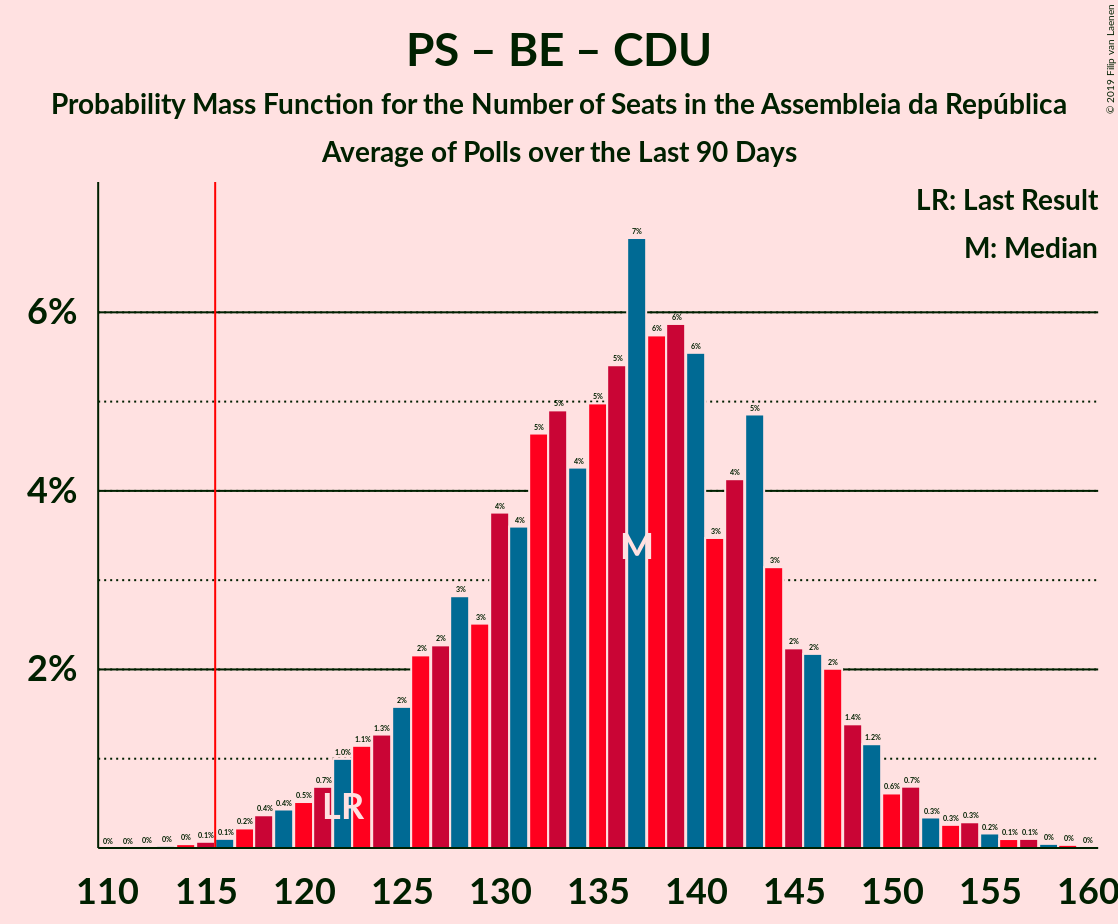 PS – BE – CDU
Probability Mass Function for the Number of Seats in the Assembleia da República
Average of Polls over the Last 90 Days
© 2019 Filip van Laenen
LR: Last Result
M: Median
6%
4%
2%
0% 0% 0% 0% 0% 0.1% 0.1% 0.2% 0.4% 0.4% 0.5% 0.7% 1.0% 1.1% 1.3% 2% 2% 2% 3% 3% 4% 4% 5% 5% 4% 5% 5% 7% 6% 6% 6% 3% 4% 5% 3% 2% 2% 2% 1.4% 1.2% 0.6% 0.7% 0.3% 0.3% 0.3% 0.2% 0.1% 0.1% 0% 0% 0%
M
LR
110 115 120 125 130 135 140 145 150 155 160